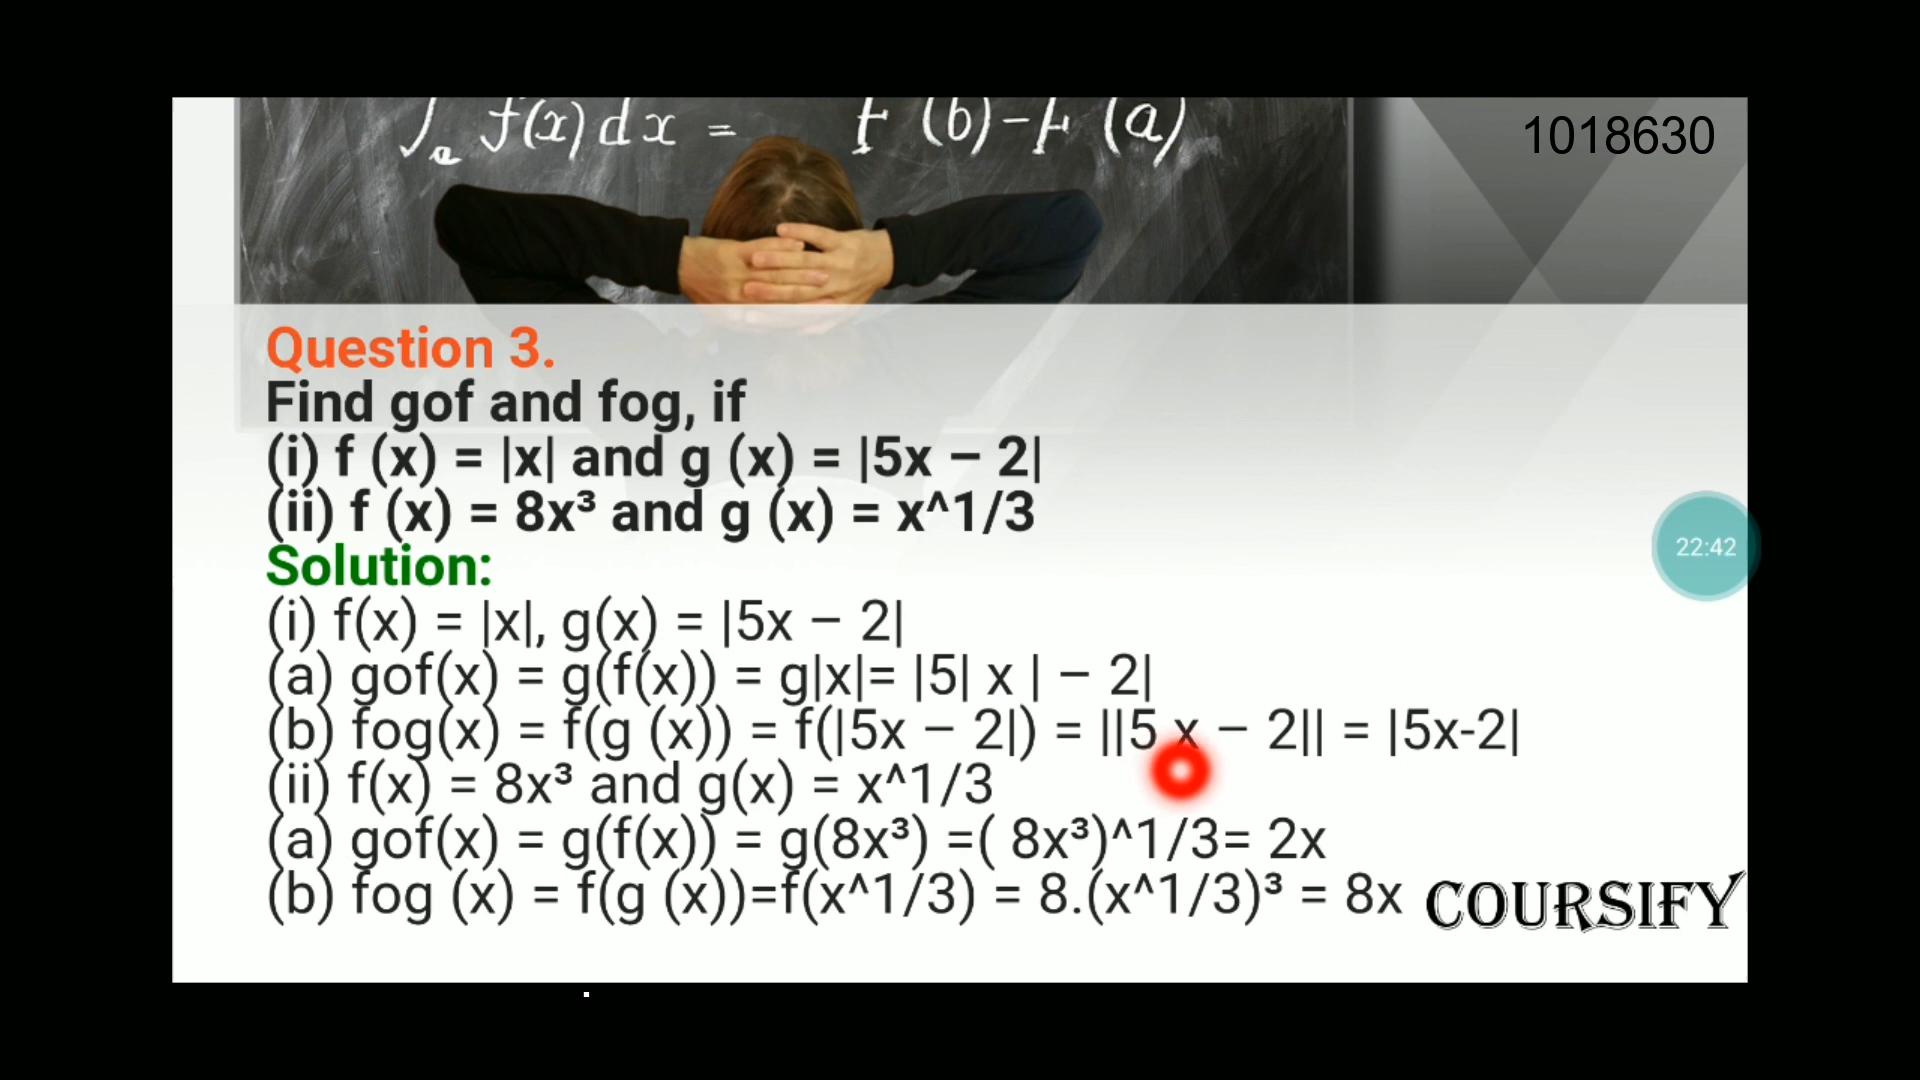 ∫a f(x) dx = F (b) - F (a)
1018630
Question 3.
Find gof and fog, if
(i) f (x) = |x| and g (x) = |5x – 2|
(ii) f (x) = 8x³ and g (x) = x^1/3
Solution:
22:42
(i) f(x) = |x|, g(x) = |5x – 2|
(a) gof(x) = g(f(x)) = g|x|= |5| x | – 2|
(b) fog(x) = f(g (x)) = f(|5x – 2|) = ||5 x – 2|| = |5x-2|
(ii) f(x) = 8x³ and g(x) = x^1/3
(a) gof(x) = g(f(x)) = g(8x³) =( 8x³)^1/3= 2x
(b) fog (x) = f(g (x))=f(x^1/3) = 8.(x^1/3)³ = 8x
COURSIFY